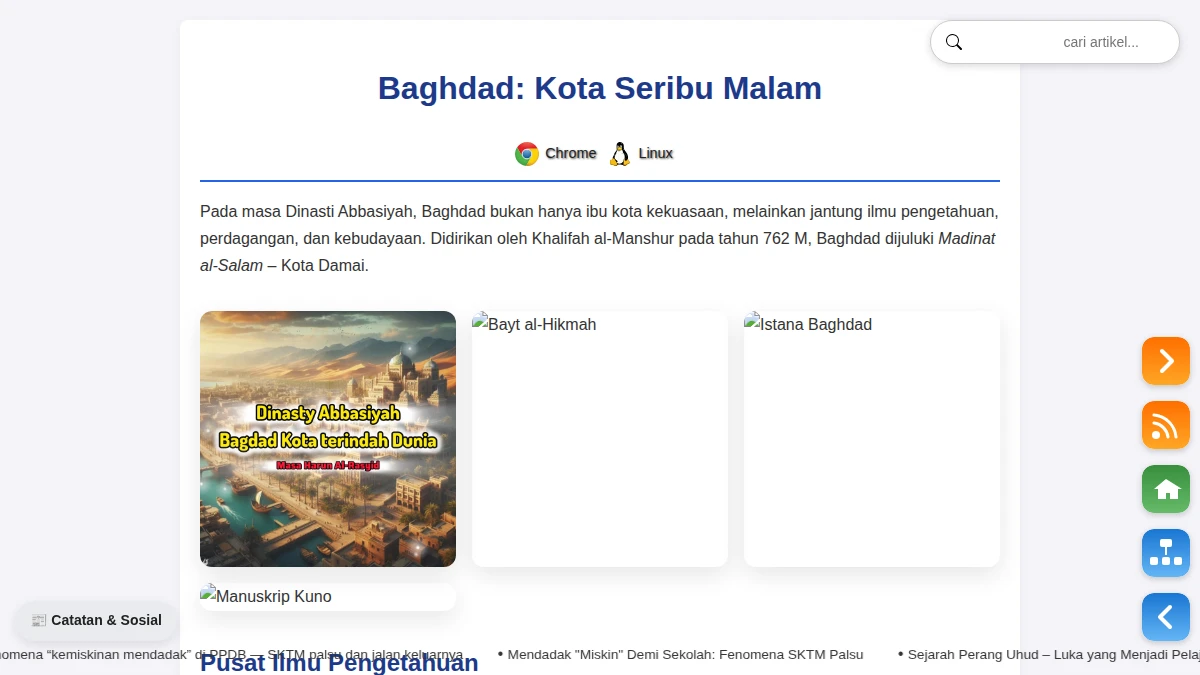 cari artikel...
Baghdad: Kota Seribu Malam
Chrome Linux
Pada masa Dinasti Abbasiyah, Baghdad bukan hanya ibu kota kekuasaan, melainkan jantung ilmu pengetahuan,
perdagangan, dan kebudayaan. Didirikan oleh Khalifah al-Manshur pada tahun 762 M, Baghdad dijuluki Madinat
al-Salam – Kota Damai.
Dinasty Abbasiyah
Bagdad Kota terindah Dunia
Masa Harun Al-Rasyid
Bayt al-Hikmah
Istana Baghdad
Manuskrip Kuno
📰 Catatan & Sosial
omena “kemiskinan mendadak” di PPDB — SKTM palsu dan jalan keluarnya • Mendadak "Miskin" Demi Sekolah: Fenomena SKTM Palsu • Sejarah Perang Uhud – Luka yang Menjadi Pelaj
Pusat Ilmu Pengetahuan